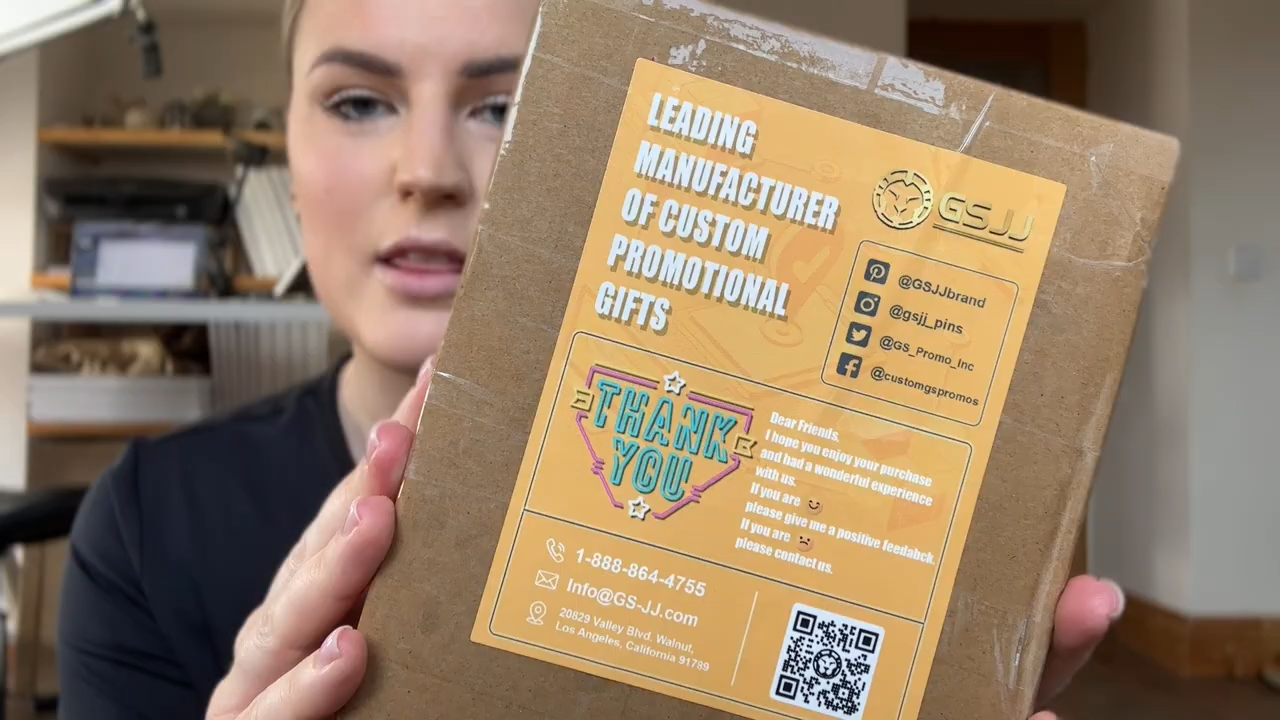 LEADING
MANUFACTURER
OF CUSTOM
PROMOTIONAL
GIFTS
GSJJ
@GSJJbrand
@gsjj_pins
@GS_Promo_Inc
@customgspromos
THANK
YOU
Dear Friends,
I hope you enjoy your purchase
and had a wonderful experience
with us.
If you are
please give me a positive feedabck.
If you are
please contact us.
1-888-864-4755
Info@GS-JJ.com
20829 Valley Blvd. Walnut,
Los Angeles, California 91789